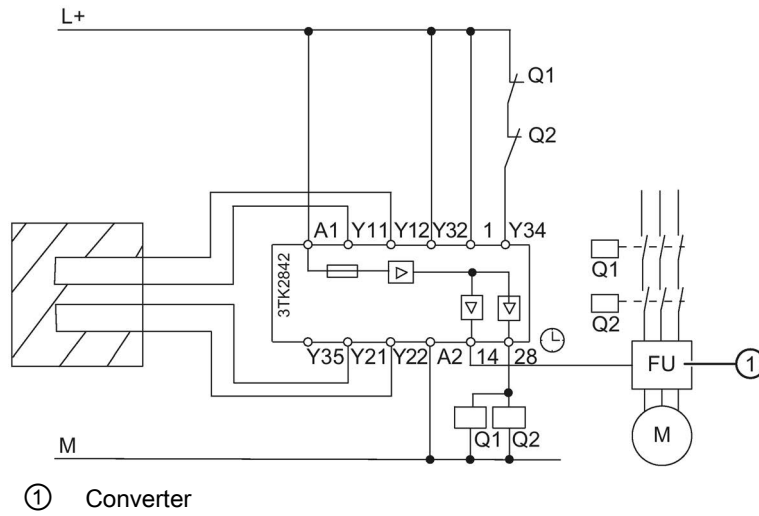 L+
Q1
Q2
A1 Y11 Y12 Y32 1 Y34
3TK2842
Q1
Q2
Y35 Y21 Y22 A2 14 28
FU
1
Q1 Q2
M
M
1 Converter